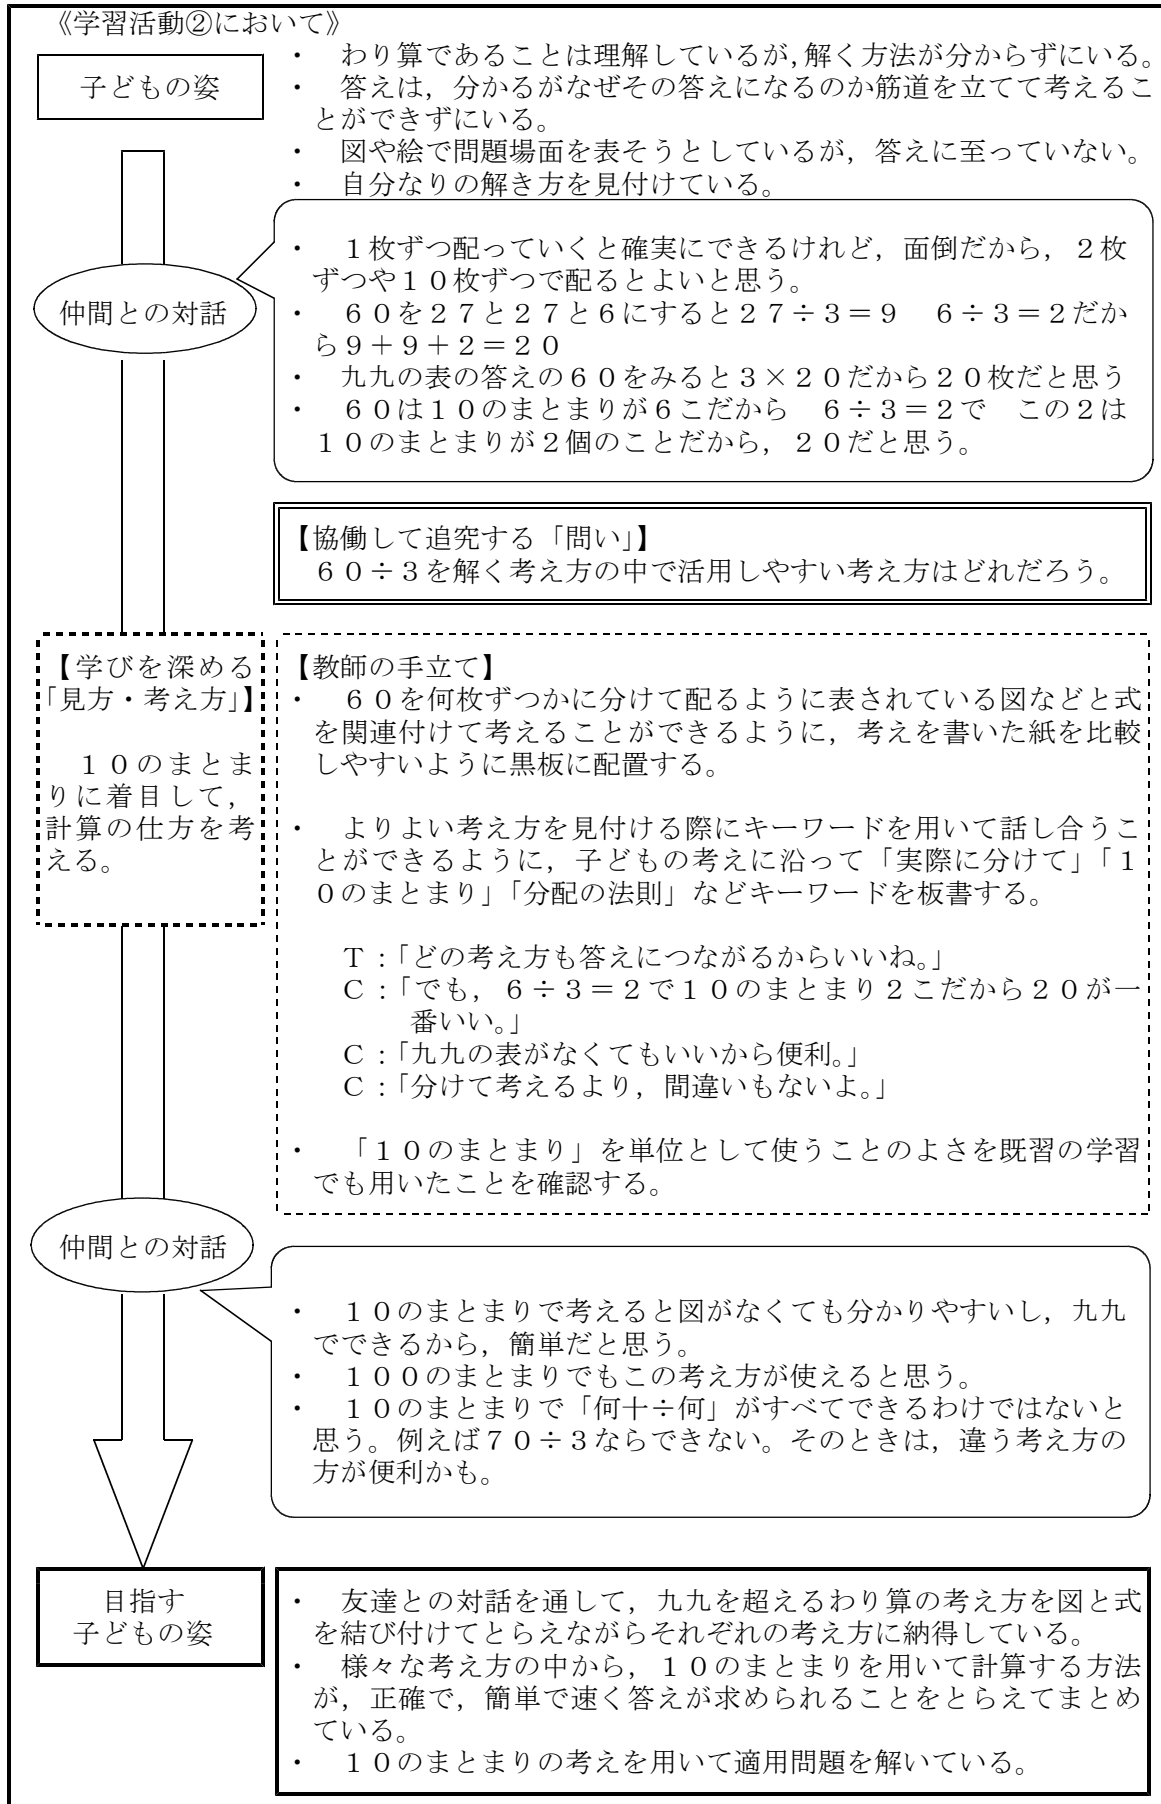 《学習活動②において》
子どもの姿
・　わり算であることは理解しているが，解く方法が分からずにいる。
・　答えは，分かるがなぜその答えになるのか筋道を立てて考えるこ
とができずにいる。
・　図や絵で問題場面を表そうとしているが，答えに至っていない。
・　自分なりの解き方を見付けている。
仲間との対話
・　１枚ずつ配っていくと確実にできるけれど，面倒だから，２枚
ずつや１０枚ずつで配るとよいと思う。
・　６０を２７と２７と６にすると２７÷３＝９　６÷３＝２だか
ら９＋９＋２＝２０
・　九九の表の答えの６０をみると３×２０だから２０枚だと思う
・　６０は１０のまとまりが６こだから　６÷３＝２で　この２は
１０のまとまりが２個のことだから，２０だと思う。
【協働して追究する「問い」】
６０÷３を解く考え方の中で活用しやすい考え方はどれだろう。
【学びを深める
「見方・考え方」】
１０のまとま
りに着目して，
計算の仕方を考
える。
【教師の手立て】
・　６０を何枚ずつかに分けて配るように表されている図などと式
を関連付けて考えることができるように，考えを書いた紙を比較
しやすいように黒板に配置する。
・　よりよい考え方を見付ける際にキーワードを用いて話し合うこ
とができるように，子どもの考えに沿って「実際に分けて」「１
０のまとまり」「分配の法則」などキーワードを板書する。
Ｔ：「どの考え方も答えにつながるからいいね。」
Ｃ：「でも，６÷３＝２で１０のまとまり２こだから２０が一
番いい。」
Ｃ：「九九の表がなくてもいいから便利。」
Ｃ：「分けて考えるより，間違いもないよ。」
・　「１０のまとまり」を単位として使うことのよさを既習の学習
でも用いたことを確認する。
仲間との対話
・　１０のまとまりで考えると図がなくても分かりやすいし，九九
でできるから，簡単だと思う。
・　１００のまとまりでもこの考え方が使えると思う。
・　１０のまとまりで「何十÷何」がすべてできるわけではないと
思う。例えば７０÷３ならできない。そのときは，違う考え方の
方が便利かも。
目指す
子どもの姿
・　友達との対話を通して，九九を超えるわり算の考え方を図と式
を結び付けてとらえながらそれぞれの考え方に納得している。
・　様々な考え方の中から，１０のまとまりを用いて計算する方法
が，正確で，簡単で速く答えが求められることをとらえてまとめ
ている。
・　１０のまとまりの考えを用いて適用問題を解いている。